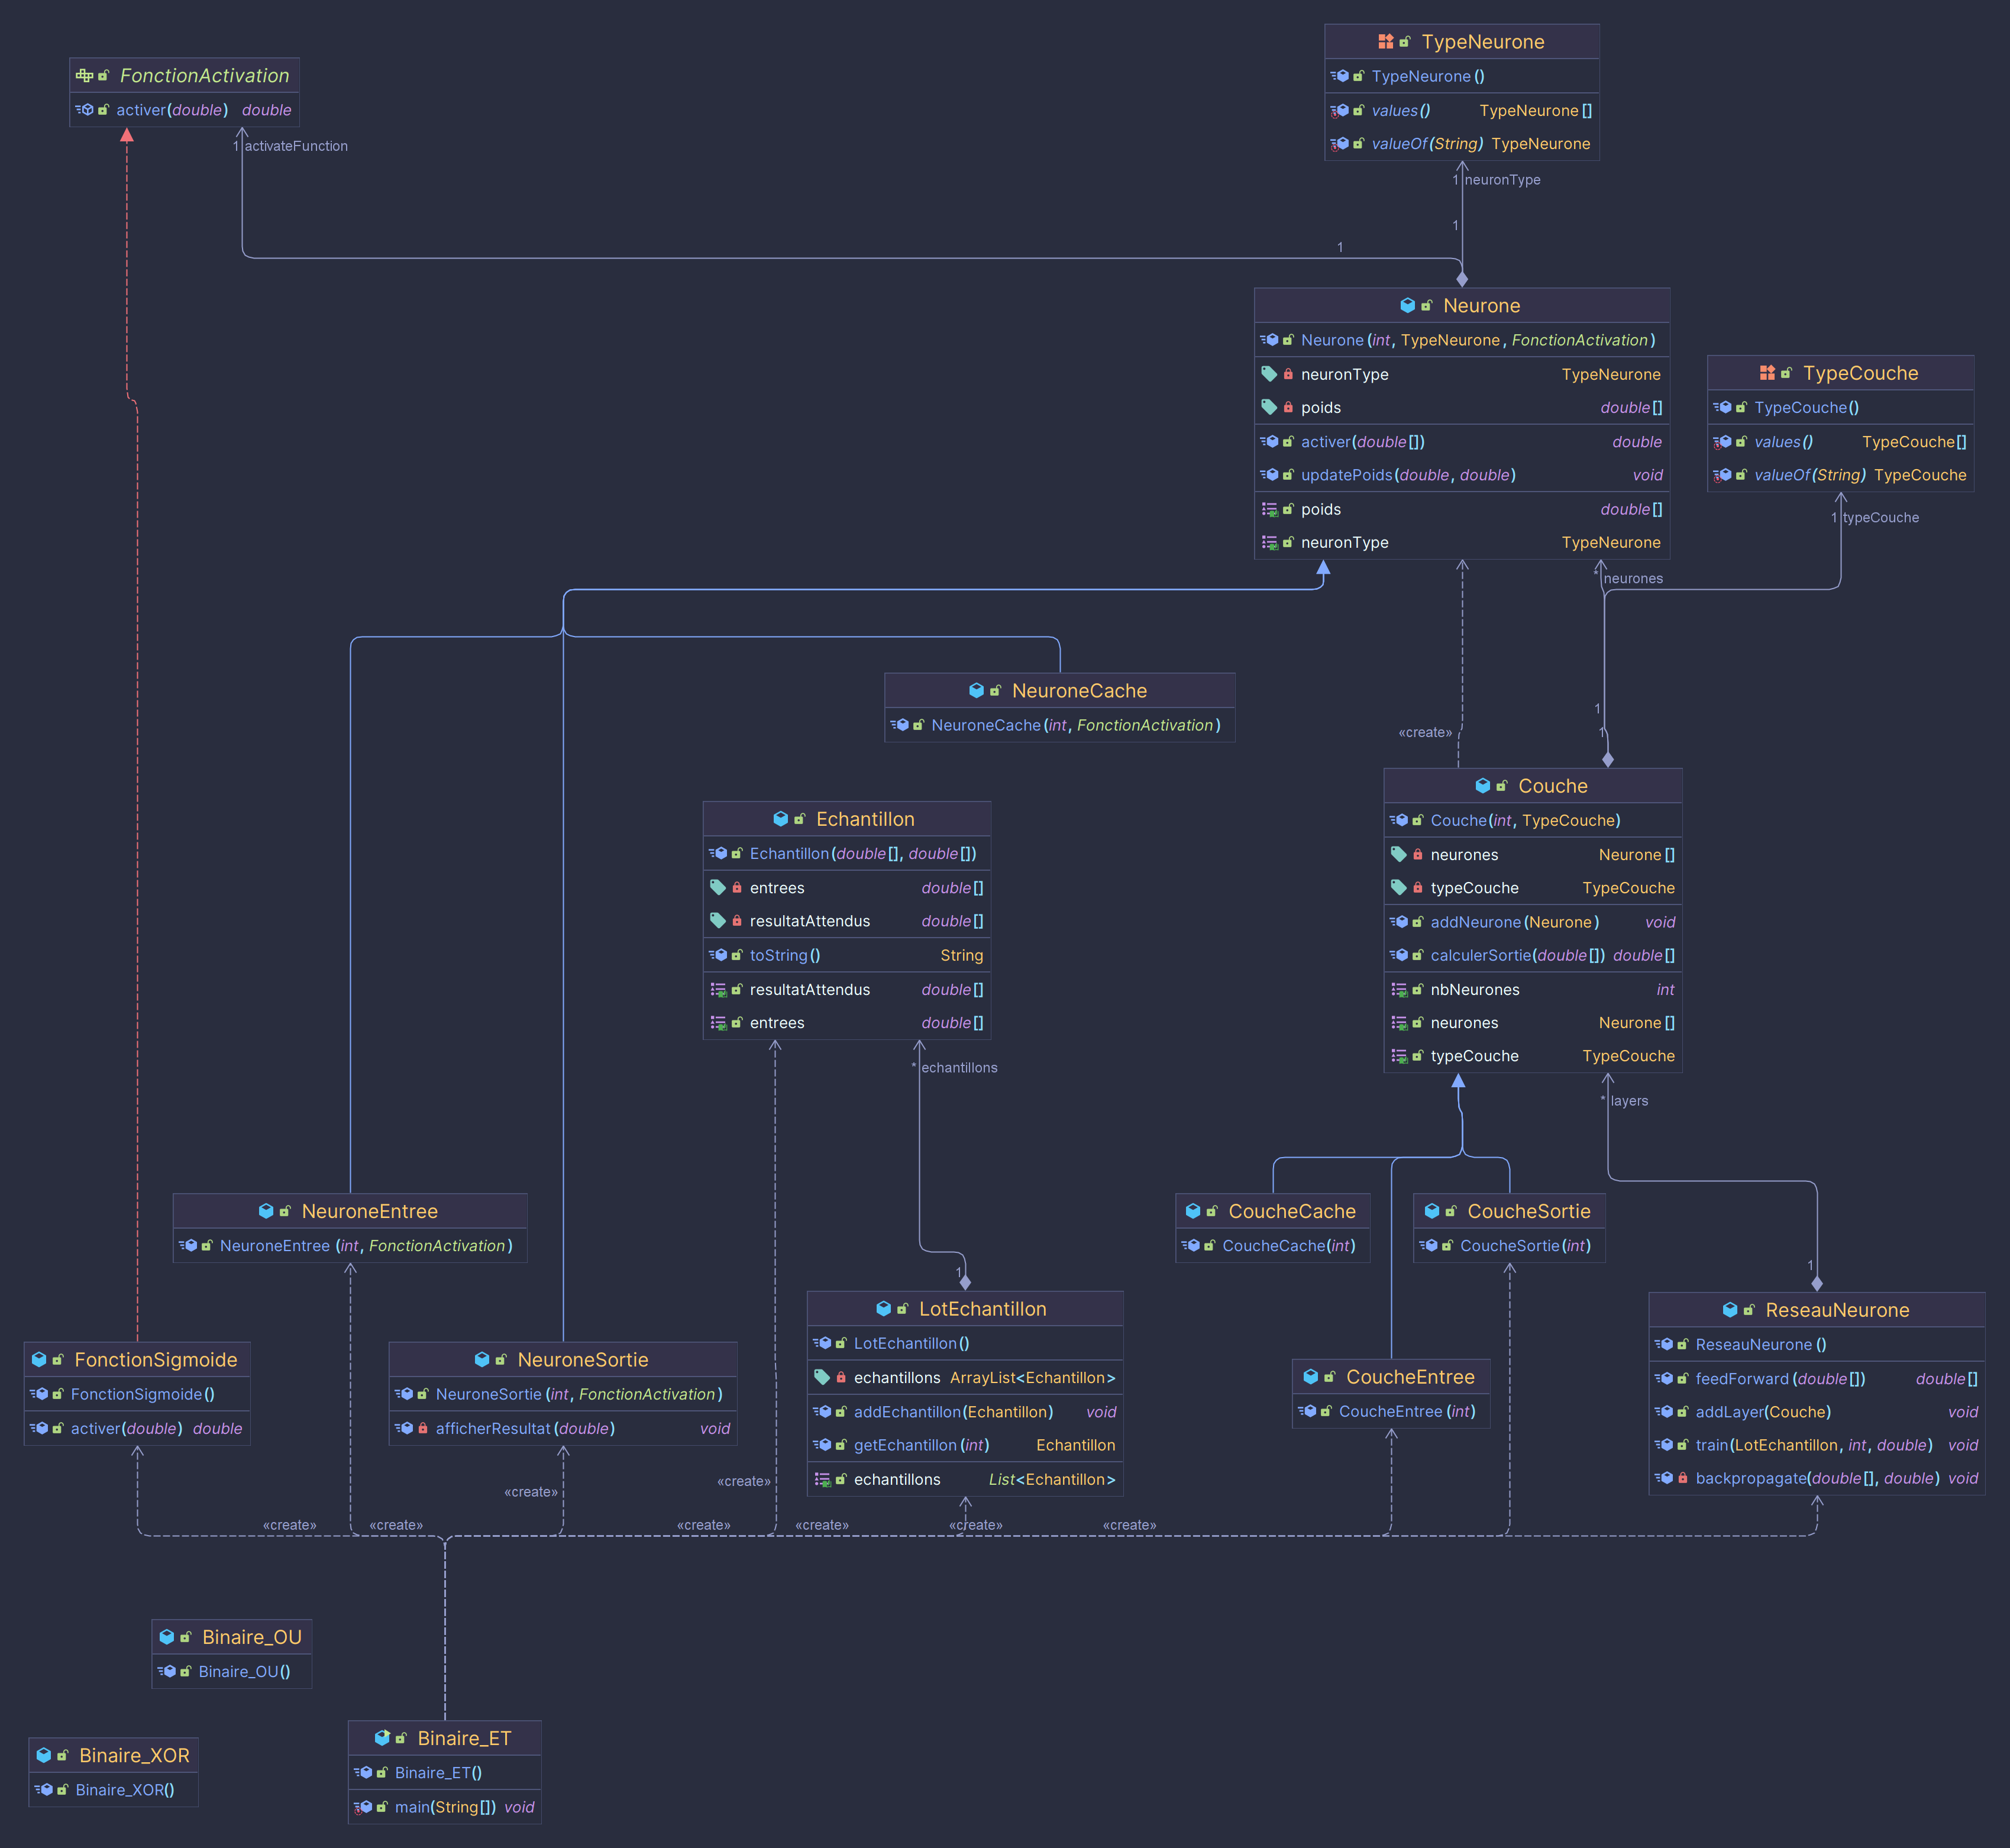 TypeNeurone
TypeNeurone()
values() TypeNeurone[]
valueOf(String) TypeNeurone
FonctionActivation
activer(double) double
1 activateFunction
1 neuronType
1
1
Neurone
Neurone(int, TypeNeurone, FonctionActivation)
neuronType TypeNeurone
poids double[]
activer(double[]) double
updatePoids(double, double) void
poids double[]
neuronType TypeNeurone
TypeCouche
TypeCouche()
values() TypeCouche[]
valueOf(String) TypeCouche
1 typeCouche
* neurones
NeuroneCache
NeuroneCache(int, FonctionActivation)
1
«create»
1
Couche
Couche(int, TypeCouche)
neurones Neurone[]
typeCouche TypeCouche
addNeurone(Neurone) void
calculerSortie(double[]) double[]
nbNeurones int
neurones Neurone[]
typeCouche TypeCouche
Echantillon
Echantillon(double[], double[])
entrees double[]
resultatAttendus double[]
toString() String
resultatAttendus double[]
entrees double[]
* echantillons
* layers
NeuroneEntree
NeuroneEntree(int, FonctionActivation)
CoucheCache
CoucheCache(int)
CoucheSortie
CoucheSortie(int)
1
1
LotEchantillon
LotEchantillon()
echantillons ArrayList<Echantillon>
addEchantillon(Echantillon) void
getEchantillon(int) Echantillon
echantillons List<Echantillon>
ReseauNeurone
ReseauNeurone()
feedForward(double[]) double[]
addLayer(Couche) void
train(LotEchantillon, int, double) void
backpropagate(double[], double) void
FonctionSigmoide
FonctionSigmoide()
activer(double) double
NeuroneSortie
NeuroneSortie(int, FonctionActivation)
afficherResultat(double) void
CoucheEntree
CoucheEntree(int)
«create»
«create»
«create» «create» «create» «create» «create» «create»
Binaire_OU
Binaire_OU()
Binaire_ET
Binaire_ET()
main(String[]) void
Binaire_XOR
Binaire_XOR()